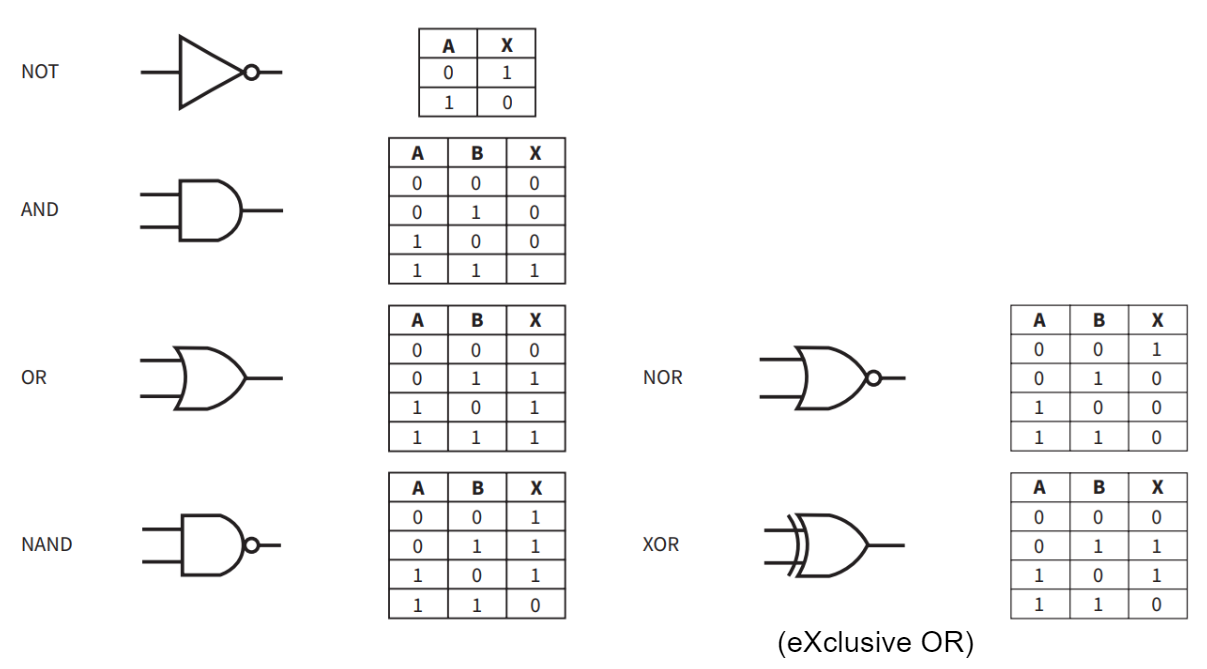 NOT
A X
0 1
1 0
AND
A B X
0 0 0
0 1 0
1 0 0
1 1 1
OR
A B X
0 0 0
0 1 1
1 0 1
1 1 1
NOR
A B X
0 0 1
0 1 0
1 0 0
1 1 0
NAND
A B X
0 0 1
0 1 1
1 0 1
1 1 0
XOR
A B X
0 0 0
0 1 1
1 0 1
1 1 0
(eXclusive OR)